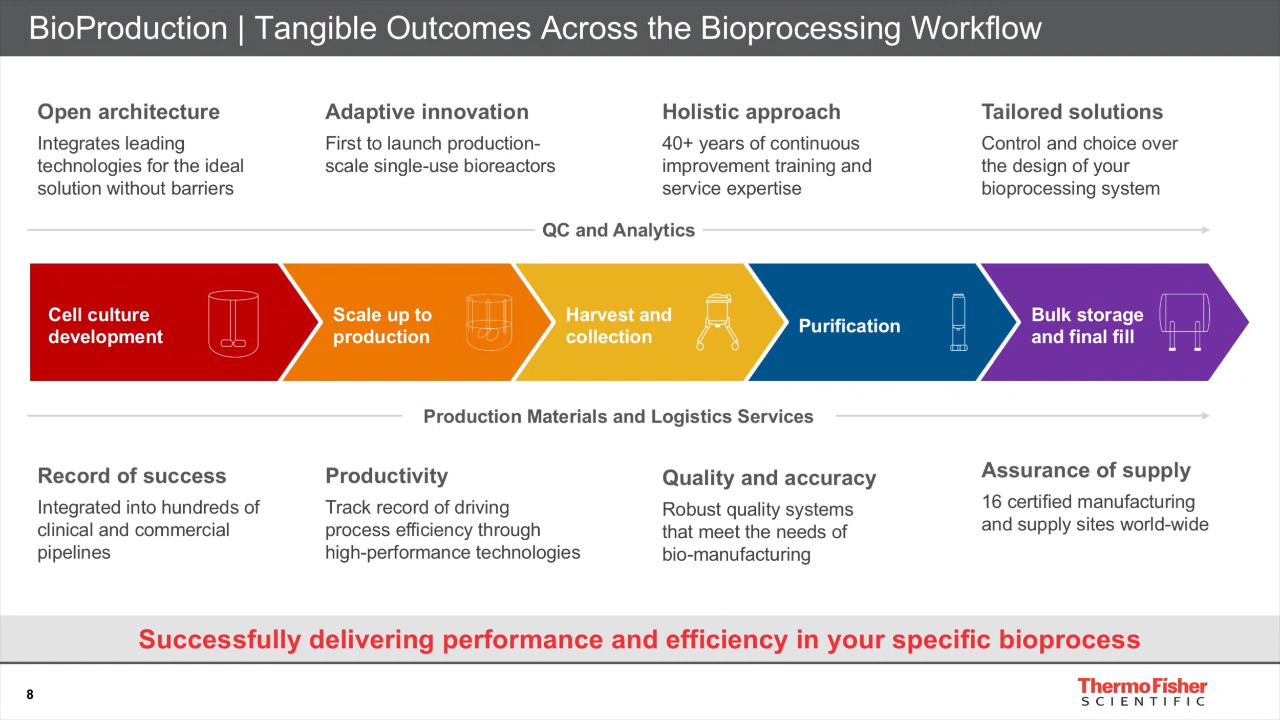 BioProduction | Tangible Outcomes Across the Bioprocessing Workflow
Open architecture
Integrates leading
technologies for the ideal
solution without barriers
Adaptive innovation
First to launch production-
scale single-use bioreactors
Holistic approach
40+ years of continuous
improvement training and
service expertise
Tailored solutions
Control and choice over
the design of your
bioprocessing system
QC and Analytics
Cell culture
development
Scale up to
production
Harvest and
collection
Purification
Bulk storage
and final fill
Production Materials and Logistics Services
Record of success
Integrated into hundreds of
clinical and commercial
pipelines
Productivity
Track record of driving
process efficiency through
high-performance technologies
Quality and accuracy
Robust quality systems
that meet the needs of
bio-manufacturing
Assurance of supply
16 certified manufacturing
and supply sites world-wide
Successfully delivering performance and efficiency in your specific bioprocess
8
ThermoFisher
SCIENTIFIC